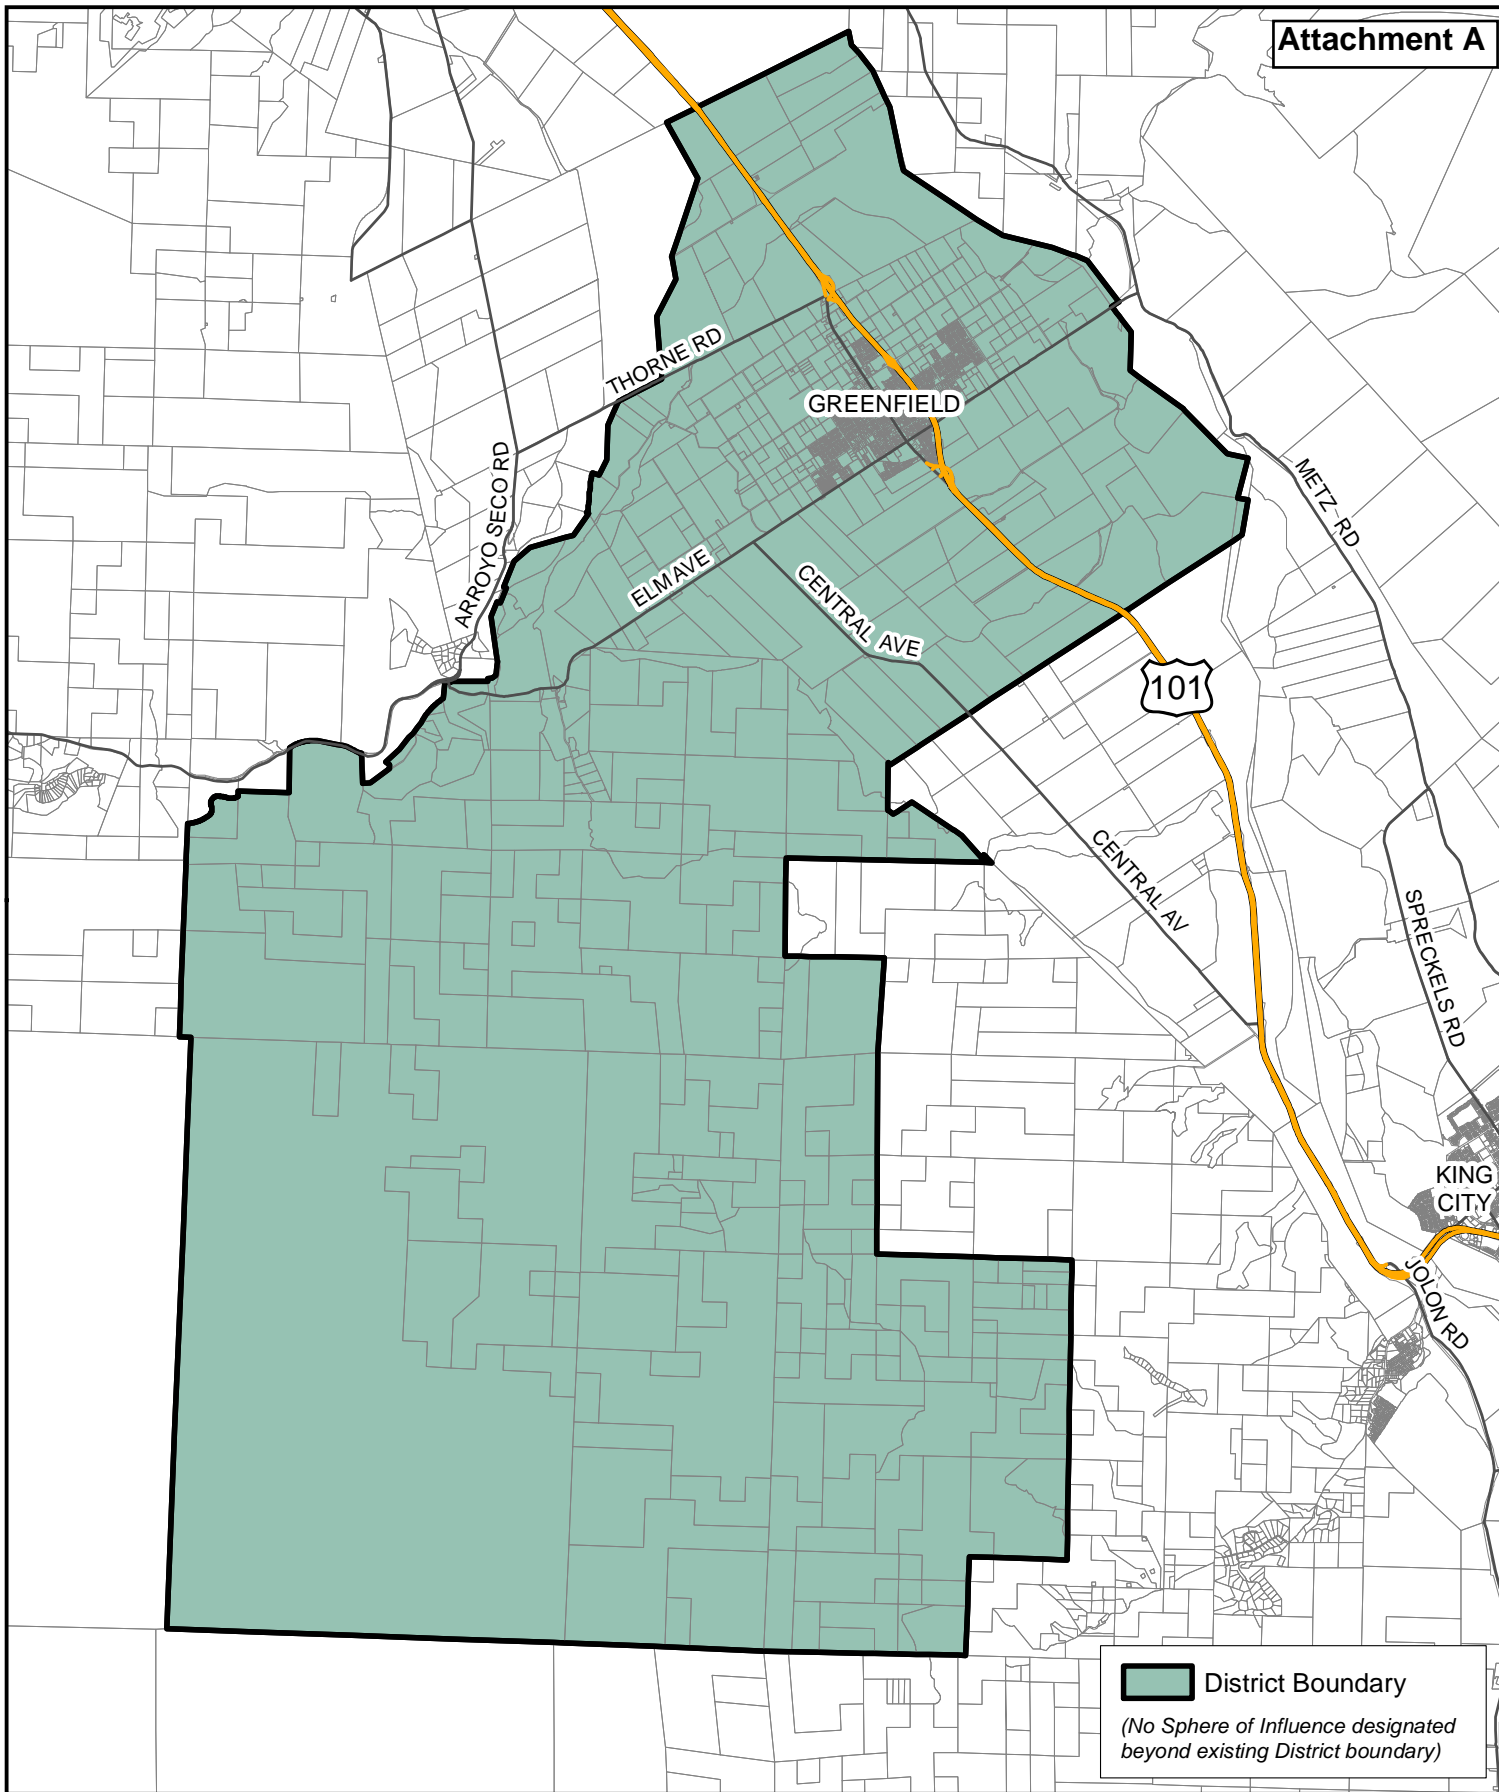 Attachment A
THORNE RD
GREENFIELD
ARROYO SECO RD
METZ RD
ELM AVE
CENTRAL AVE
101
CENTRAL AV
SPRECKELS RD
KING
CITY
JOLON RD
District Boundary
(No Sphere of Influence designated
beyond existing District boundary)